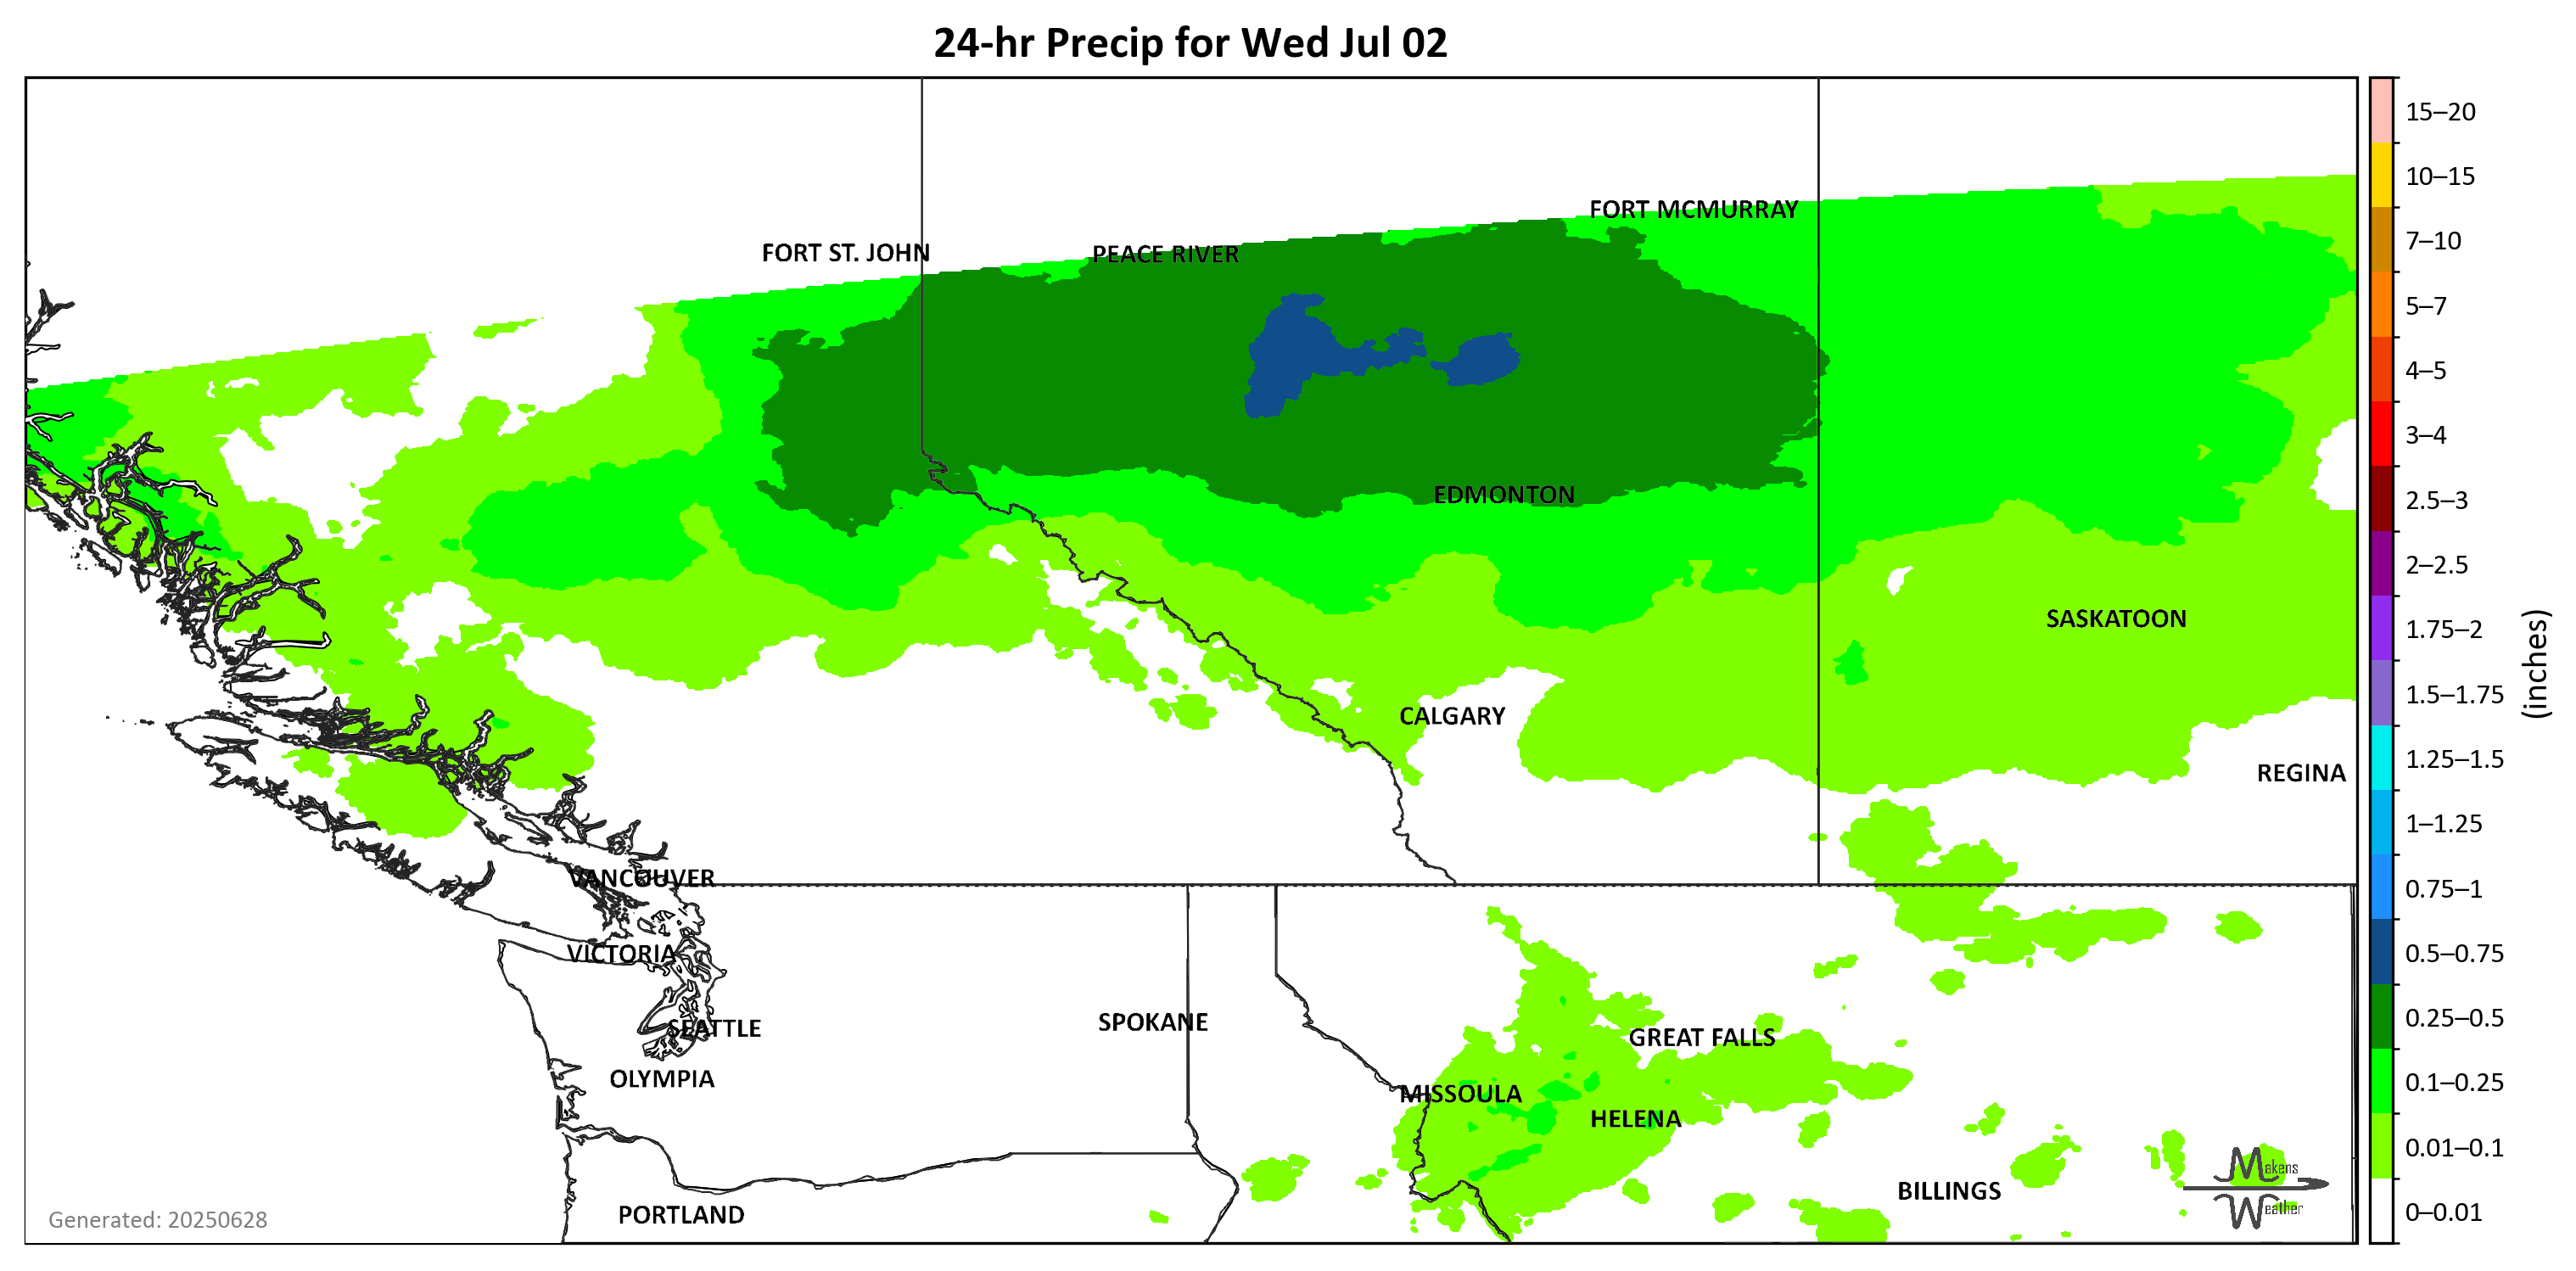 24-hr Precip for Wed Jul 02
FORT MCMURRAY
FORT ST. JOHN
PEACE RIVER
EDMONTON
SASKATOON
CALGARY
REGINA
VANCOUVER
VICTORIA
SPOKANE
SEATTLE
GREAT FALLS
OLYMPIA
MISSOULA
HELENA
BILLINGS
PORTLAND
Makens
Weather
Generated: 20250628
15–20
10–15
7–10
5–7
4–5
3–4
2.5–3
2–2.5
1.75–2
1.5–1.75
1.25–1.5
1–1.25
0.75–1
0.5–0.75
0.25–0.5
0.1–0.25
0.01–0.1
0–0.01
(inches)